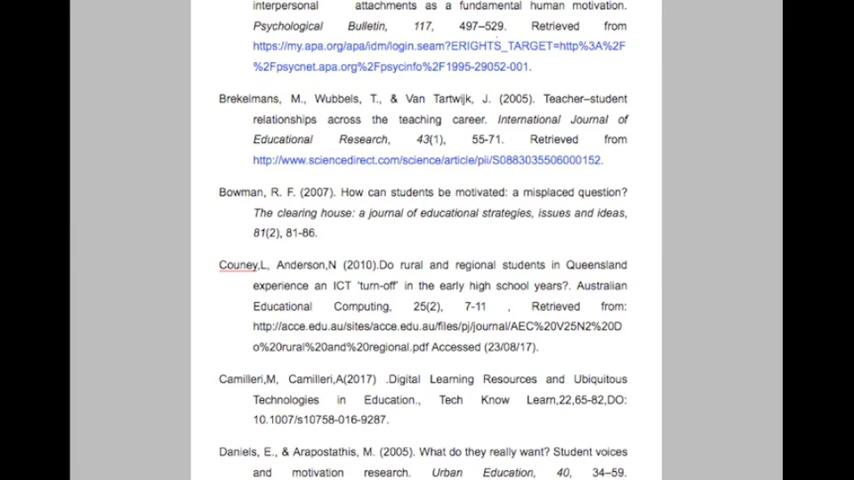 interpersonal attachments as a fundamental human motivation.
Psychological Bulletin, 117, 497–529. Retrieved from
https://my.apa.org/apa/idm/login.seam?ERIGHTS_TARGET=http%3A%2F
%2Fpsycnet.apa.org%2Fpsycinfo%2F1995-29052-001.
Brekelmans, M., Wubbels, T., & Van Tartwijk, J. (2005). Teacher–student
relationships across the teaching career. International Journal of
Educational Research, 43(1), 55-71. Retrieved from
http://www.sciencedirect.com/science/article/pii/S0883035506000152.
Bowman, R. F. (2007). How can students be motivated: a misplaced question?
The clearing house: a journal of educational strategies, issues and ideas,
81(2), 81-86.
Couney,L, Anderson,N (2010).Do rural and regional students in Queensland
experience an ICT ‘turn-off’ in the early high school years?. Australian
Educational Computing, 25(2), 7-11 , Retrieved from:
http://acce.edu.au/sites/acce.edu.au/files/pj/journal/AEC%20V25N2%20D
o%20rural%20and%20regional.pdf Accessed (23/08/17).
Camilleri,M, Camilleri,A(2017) .Digital Learning Resources and Ubiquitous
Technologies in Education., Tech Know Learn,22,65-82,DO:
10.1007/s10758-016-9287.
Daniels, E., & Arapostathis, M. (2005). What do they really want? Student voices
and motivation research. Urban Education, 40, 34–59.